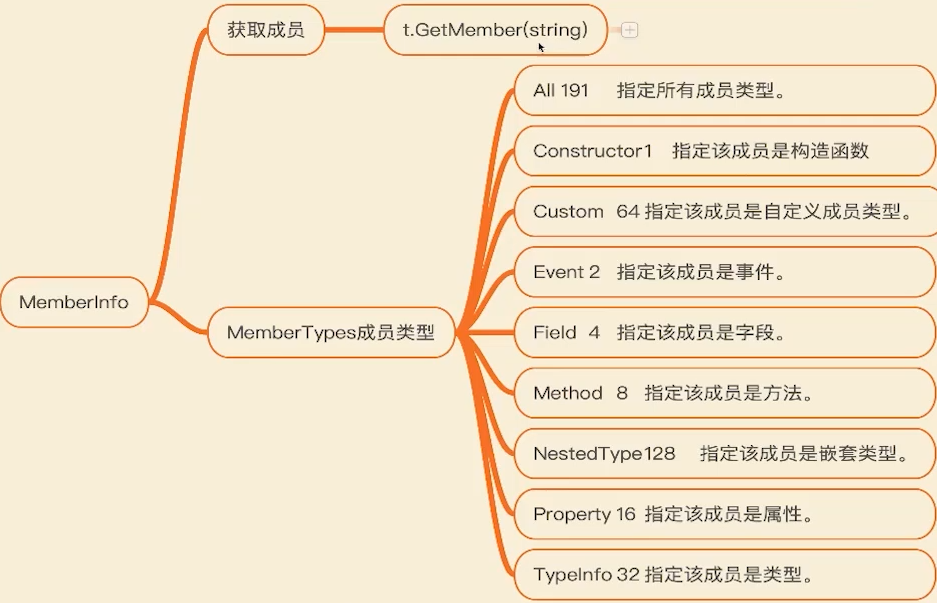 获取成员
t.GetMember(string)
All 191 指定所有成员类型。
Constructor1 指定该成员是构造函数
Custom 64 指定该成员是自定义成员类型。
Event 2 指定该成员是事件。
MemberInfo
MemberTypes成员类型
Field 4 指定该成员是字段。
Method 8 指定该成员是方法。
NestedType128 指定该成员是嵌套类型。
Property 16 指定该成员是属性。
TypeInfo 32 指定该成员是类型。